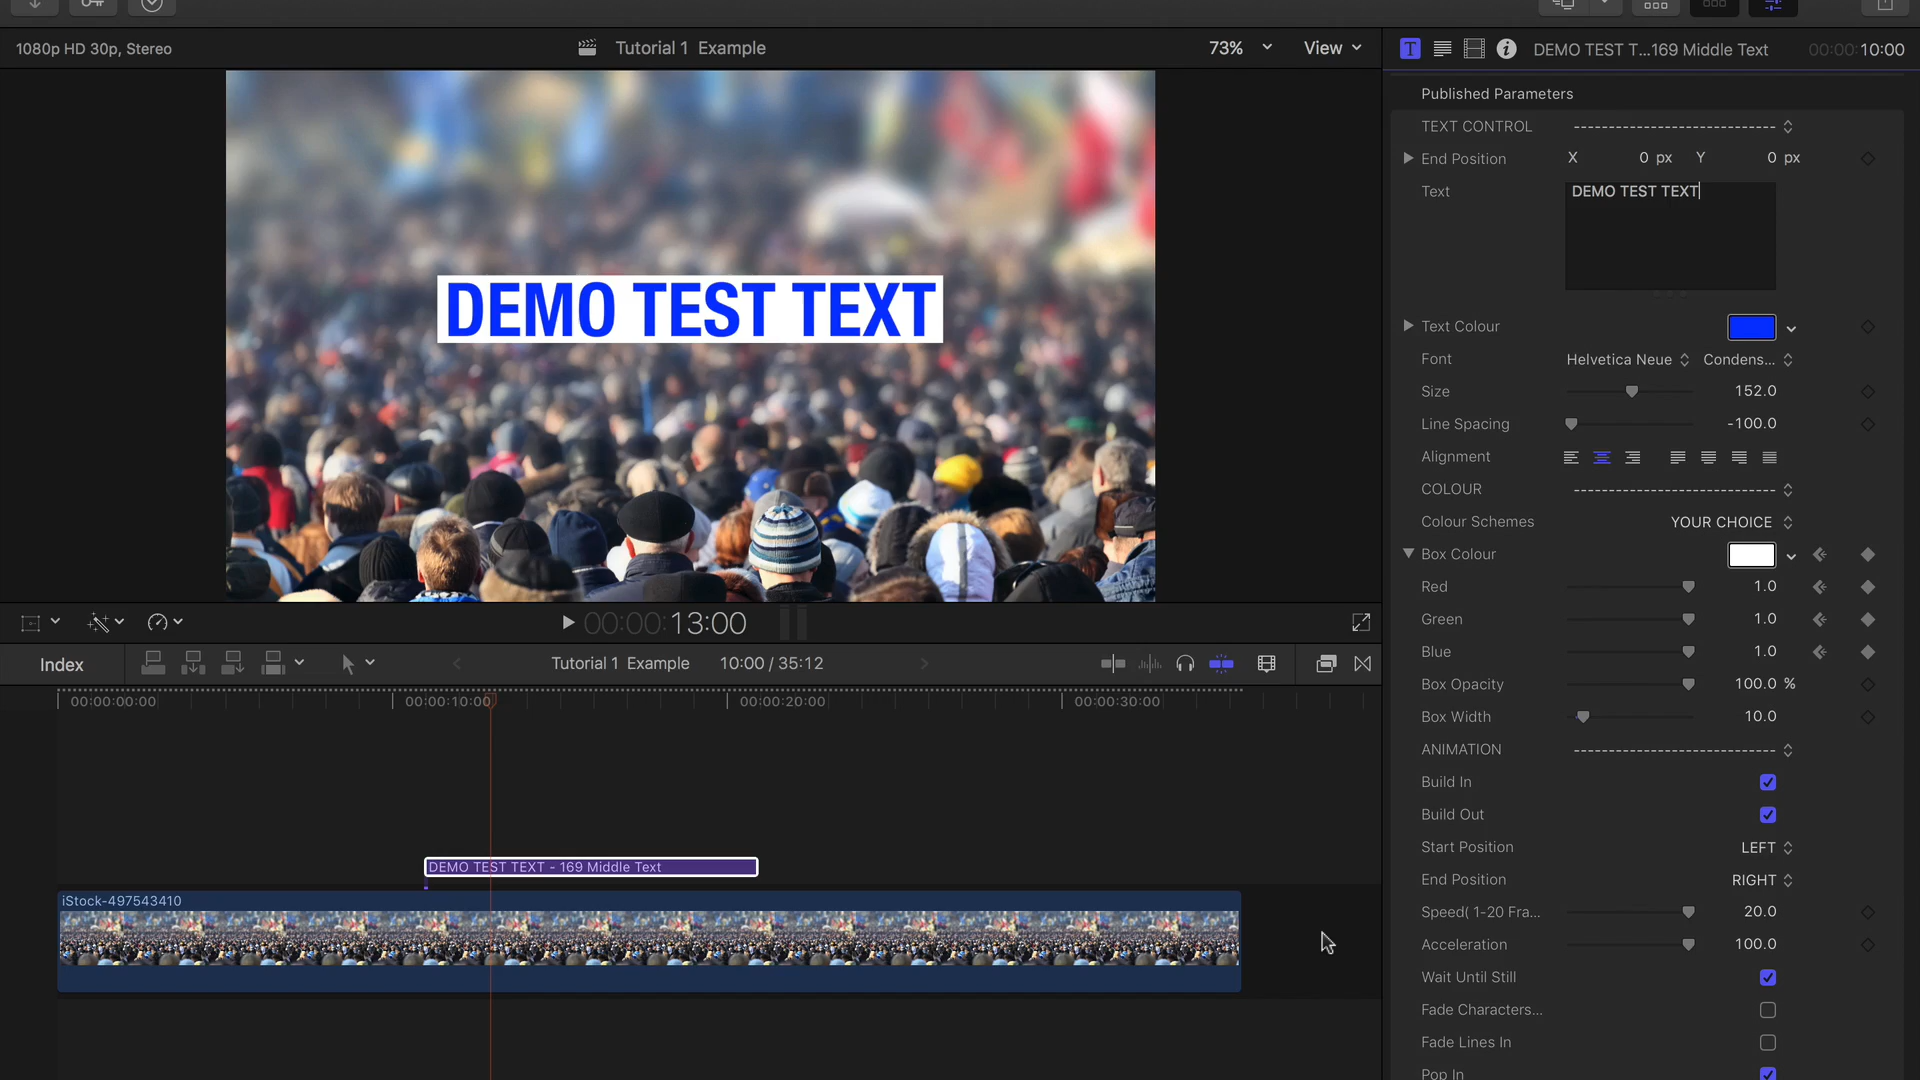 1080p HD 30p, Stereo
Tutorial 1 Example
73%
View
DEMO TEST T...169 Middle Text
00:00:10:00
DEMO TEST TEXT
Published Parameters
TEXT CONTROL
End Position X 0 px Y 0 px
Text DEMO TEST TEXT
Text Colour
Font Helvetica Neue Condens...
Size 152.0
Line Spacing -100.0
Alignment
COLOUR
Colour Schemes YOUR CHOICE
Box Colour
Red 1.0
Green 1.0
Blue 1.0
Box Opacity 100.0 %
Box Width 10.0
ANIMATION
Build In
Build Out
Start Position LEFT
End Position RIGHT
Speed( 1-20 Fra... 20.0
Acceleration 100.0
Wait Until Still
Fade Characters...
Fade Lines In
Pop In
00:00:13:00
Index
Tutorial 1 Example
10:00 / 35:12
00:00:00:00
00:00:10:00
00:00:20:00
00:00:30:00
DEMO TEST TEXT - 169 Middle Text
iStock-497543410